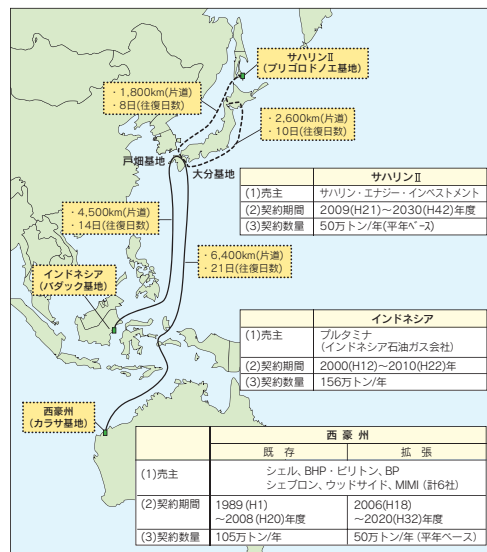 サハリンⅡ
(プリゴロドノエ基地)
・1,800km(片道)
・8日(往復日数)
・2,600km(片道)
・10日(往復日数)
戸畑基地
大分基地
サハリンⅡ
(1)売主 サハリン・エナジー・インベストメント
(2)契約期間 2009(H21)～2030(H42)年度
(3)契約数量 50万トン/年(平年ﾍﾞｰｽ)
・4,500km(片道)
・14日(往復日数)
・6,400km(片道)
・21日(往復日数)
インドネシア
(バダック基地)
インドネシア
(1)売主 プルタミナ
(インドネシア石油ガス会社)
(2)契約期間 2000(H12)～2010(H22)年
(3)契約数量 156万トン/年
西豪州
(カラサ基地)
西豪州
既存 拡張
(1)売主 シェル、BHP・ビリトン、BP
シェブロン、ウッドサイド、MIMI (計6社)
(2)契約期間 1989(H1) 2006(H18)
～2008(H20)年度 ～2020(H32)年度
(3)契約数量 105万トン/年 50万トン/年(平年ベース)